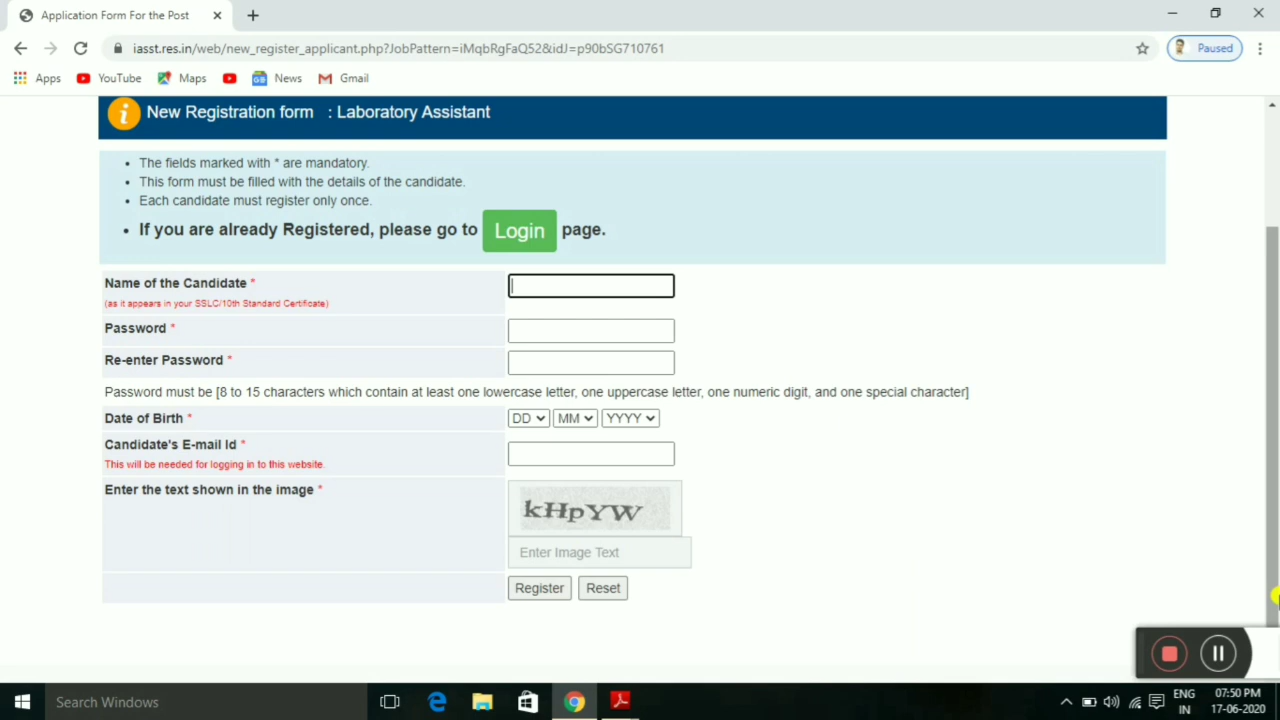 Application Form For the Post
iasst.res.in/web/new_register_applicant.php?JobPattern=iMqbRgFaQ52&idJ=p90bSG710761
Paused
Apps YouTube Maps News Gmail
New Registration form : Laboratory Assistant
• The fields marked with * are mandatory.
• This form must be filled with the details of the candidate.
• Each candidate must register only once.
• If you are already Registered, please go to Login page.
Name of the Candidate *
(as it appears in your SSLC/10th Standard Certificate)
Password *
Re-enter Password *
Password must be [8 to 15 characters which contain at least one lowercase letter, one uppercase letter, one numeric digit, and one special character]
Date of Birth * DD MM YYYY
Candidate's E-mail Id *
This will be needed for logging in to this website.
Enter the text shown in the image *
kHpYW
Enter Image Text
Register Reset
Search Windows
ENG 07:50 PM
IN 17-06-2020